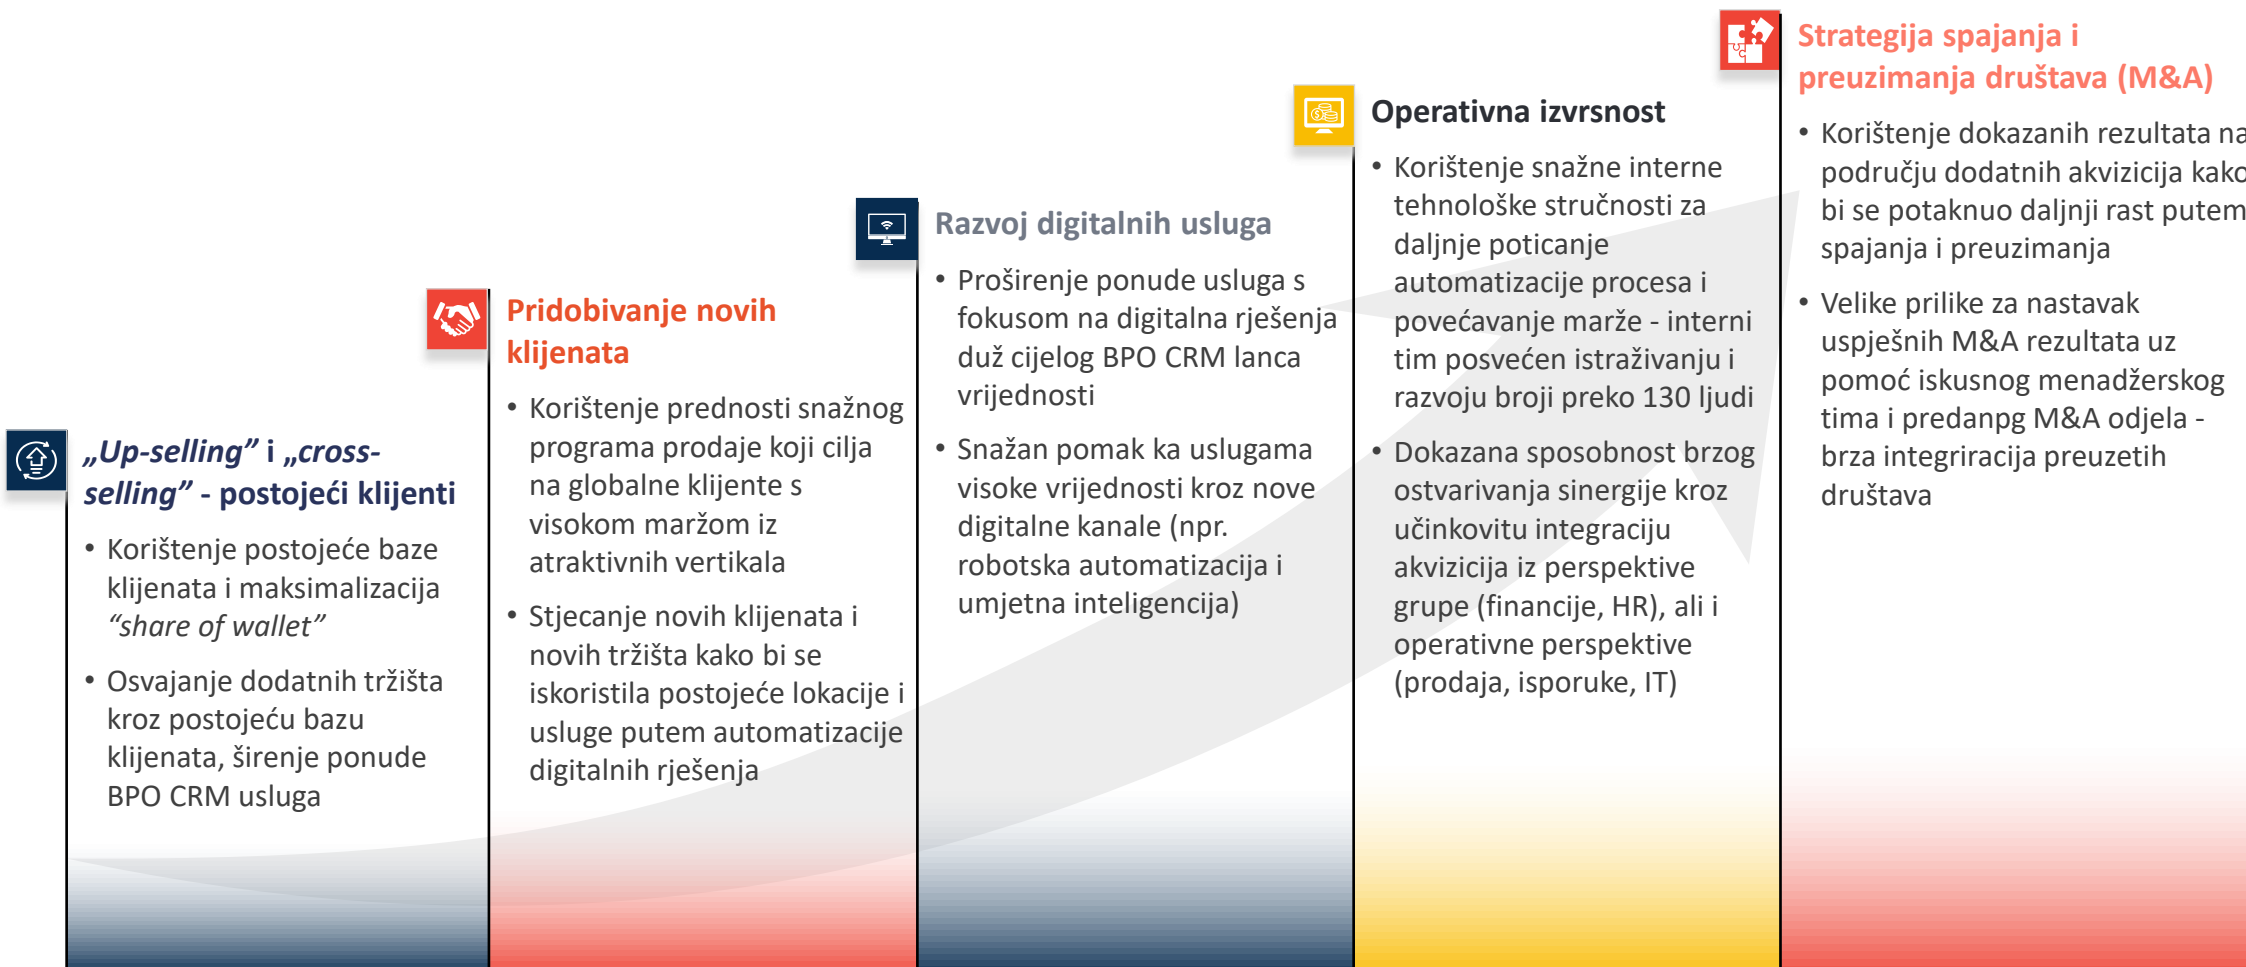 „Up-selling” i „cross-
selling” - postojeći klijenti
• Korištenje postojeće baze
klijenata i maksimalizacija
“share of wallet”
• Osvajanje dodatnih tržišta
kroz postojeću bazu
klijenata, širenje ponude
BPO CRM usluga
Pridobivanje novih
klijenata
• Korištenje prednosti snažnog
programa prodaje koji cilja
na globalne klijente s
visokom maržom iz
atraktivnih vertikala
• Stjecanje novih klijenata i
novih tržišta kako bi se
iskoristila postojeće lokacije i
usluge putem automatizacije
digitalnih rješenja
Razvoj digitalnih usluga
• Proširenje ponude usluga s
fokusom na digitalna rješenja
duž cijelog BPO CRM lanca
vrijednosti
• Snažan pomak ka uslugama
visoke vrijednosti kroz nove
digitalne kanale (npr.
robotska automatizacija i
umjetna inteligencija)
Operativna izvrsnost
• Korištenje snažne interne
tehnološke stručnosti za
daljnje poticanje
automatizacije procesa i
povećavanje marže - interni
tim posvećen istraživanju i
razvoju broji preko 130 ljudi
• Dokazana sposobnost brzog
ostvarivanja sinergije kroz
učinkovitu integraciju
akvizicija iz perspektive
grupe (financije, HR), ali i
operativne perspektive
(prodaja, isporuke, IT)
Strategija spajanja i
preuzimanja društava (M&A)
• Korištenje dokazanih rezultata na
području dodatnih akvizicija kako
bi se potaknuo daljnji rast putem
spajanja i preuzimanja
• Velike prilike za nastavak
uspješnih M&A rezultata uz
pomoć iskusnog menadžerskog
tima i predanpg M&A odjela -
brza integriracija preuzetih
društava